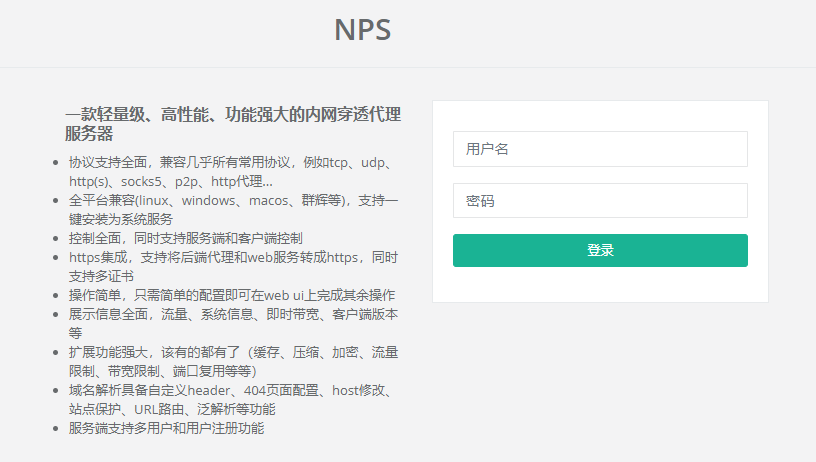 NPS
一款轻量级、高性能、功能强大的内网穿透代理
服务器
协议支持全面，兼容几乎所有常用协议，例如tcp、udp、
http(s)、socks5、p2p、http代理...
全平台兼容(linux、windows、macos、群辉等)，支持一
键安装为系统服务
控制全面，同时支持服务端和客户端控制
https集成，支持将后端代理和web服务转成https，同时
支持多证书
操作简单，只需简单的配置即可在web ui上完成其余操作
展示信息全面，流量、系统信息、即时带宽、客户端版本
等
扩展功能强大，该有的都有了（缓存、压缩、加密、流量
限制、带宽限制、端口复用等等）
域名解析具备自定义header、404页面配置、host修改、
站点保护、URL路由、泛解析等功能
服务端支持多用户和用户注册功能
用户名
密码
登录